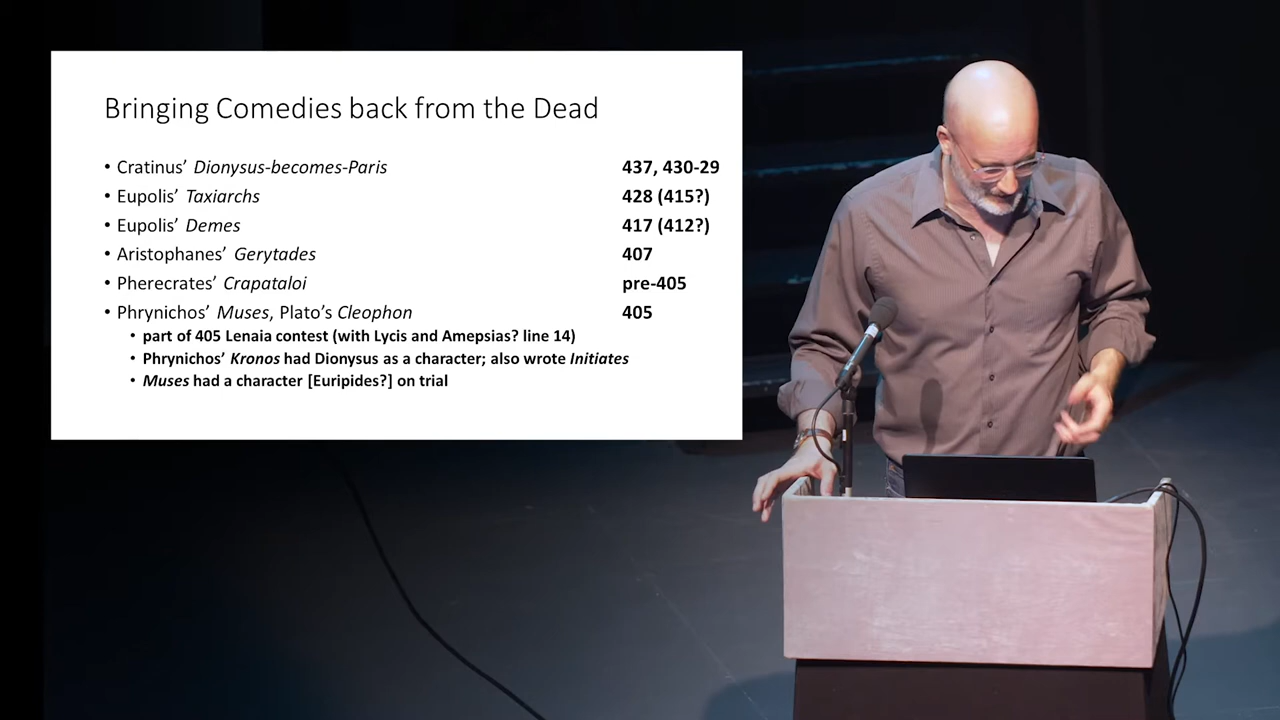 Bringing Comedies back from the Dead
• Cratinus’ Dionysus-becomes-Paris 437, 430-29
• Eupolis’ Taxiarchs 428 (415?)
• Eupolis’ Demes 417 (412?)
• Aristophanes’ Gerytades 407
• Pherecrates’ Crapataloi pre-405
• Phrynichos’ Muses, Plato’s Cleophon 405
• part of 405 Lenaia contest (with Lycis and Amepsias? line 14)
• Phrynichos’ Kronos had Dionysus as a character; also wrote Initiates
• Muses had a character [Euripides?] on trial